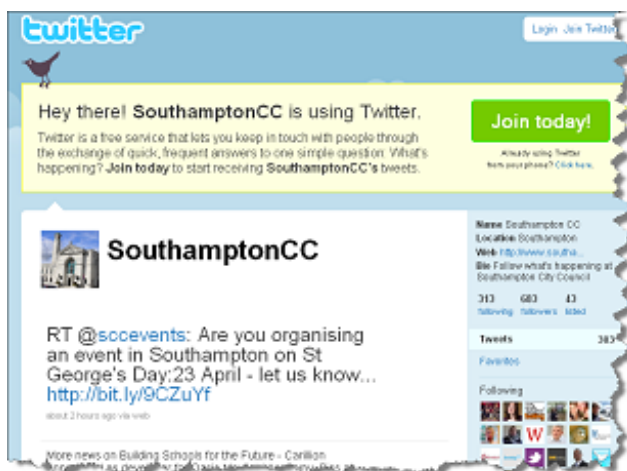 twitter
Login Join Twitter
Hey there! SouthamptonCC is using Twitter.
Twitter is a free service that lets you keep in touch with people through
the exchange of quick, frequent answers to one simple question: What's
happening? Join today to start receiving SouthamptonCC's tweets.
Join today!
Already using Twitter
from your phone? Click here.
SouthamptonCC
RT @sccevents: Are you organising
an event in Southampton on St
George's Day:23 April - let us know...
http://bit.ly/9CZuYf
about 2 hours ago via web
More news on Building Schools for the Future - Carillion
Name Southampton CC
Location Southampton
Web http://www.southa...
Bio Follow what's happening at
Southampton City Council
313 683 43
following followers listed
Tweets 383
Favorites
Following
W